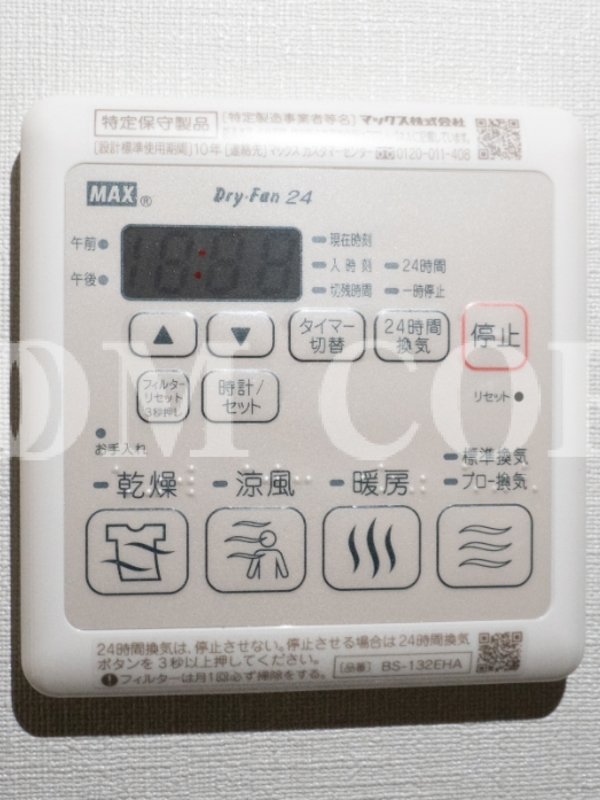 特定保守製品
[特定製造事業者等名] マックス株式会社
[設計標準使用期間] 10年 [連絡先] マックス カスタマーセンター 0120-011-408
MAX® Dry-Fan 24
午前 現在時刻
入時刻 24時間
午後 切残時間 一時停止
▲ ▼ タイマー切替 24時間換気 停止
フィルターリセット3秒押し 時計/セット リセット
お手入れ
乾燥 涼風 暖房 標準換気
ブロー換気
24時間換気は、停止させない。停止させる場合は24時間換気
ボタンを3秒以上押してください。 [品番] BS-132EHA
フィルターは月1回必ず掃除をする。